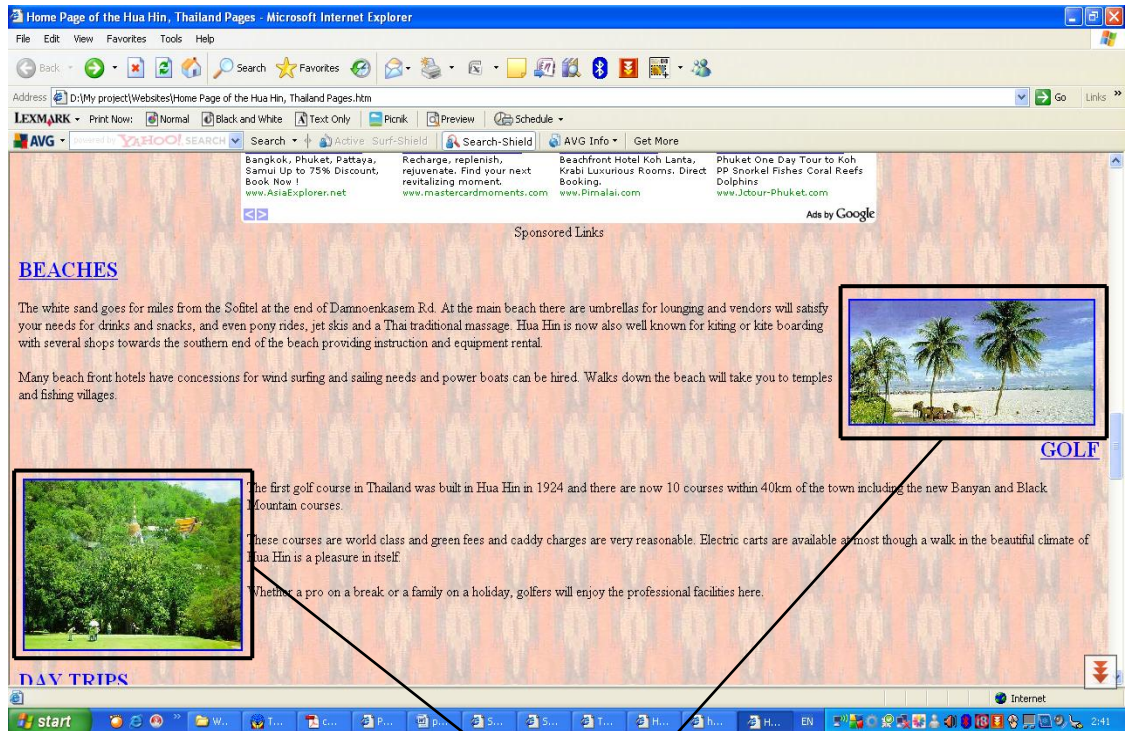 Home Page of the Hua Hin, Thailand Pages - Microsoft Internet Explorer
File Edit View Favorites Tools Help
Back Search Favorites
Address D:\My project\Websites\Home Page of the Hua Hin, Thailand Pages.htm Go Links »
LEXMARK Print Now: Normal Black and White Text Only Picnik Preview Schedule
AVG powered by YAHOO! SEARCH Search Active Surf-Shield Search-Shield AVG Info Get More
Bangkok, Phuket, Pattaya,
Samui Up to 75% Discount,
Book Now !
www.AsiaExplorer.net
Recharge, replenish,
rejuvenate. Find your next
revitalizing moment.
www.mastercardmoments.com
Beachfront Hotel Koh Lanta,
Krabi Luxurious Rooms. Direct
Booking.
www.Pimalai.com
Phuket One Day Tour to Koh
PP Snorkel Fishes Coral Reefs
Dolphins
www.Jctour-Phuket.com
Ads by Google
Sponsored Links
BEACHES
The white sand goes for miles from the Sofitel at the end of Damnoenkasem Rd. At the main beach there are umbrellas for lounging and vendors will satisfy
your needs for drinks and snacks, and even pony rides, jet skis and a Thai traditional massage. Hua Hin is now also well known for kiting or kite boarding
with several shops towards the southern end of the beach providing instruction and equipment rental.
Many beach front hotels have concessions for wind surfing and sailing needs and power boats can be hired. Walks down the beach will take you to temples
and fishing villages.
GOLF
The first golf course in Thailand was built in Hua Hin in 1924 and there are now 10 courses within 40km of the town including the new Banyan and Black
Mountain courses.
These courses are world class and green fees and caddy charges are very reasonable. Electric carts are available at most though a walk in the beautiful climate of
Hua Hin is a pleasure in itself.
Whether a pro on a break or a family on a holiday, golfers will enjoy the professional facilities here.
DAY TRIPS
Internet
start » W... T... c... P... p... S... S... T... H... h... H... EN 2:41